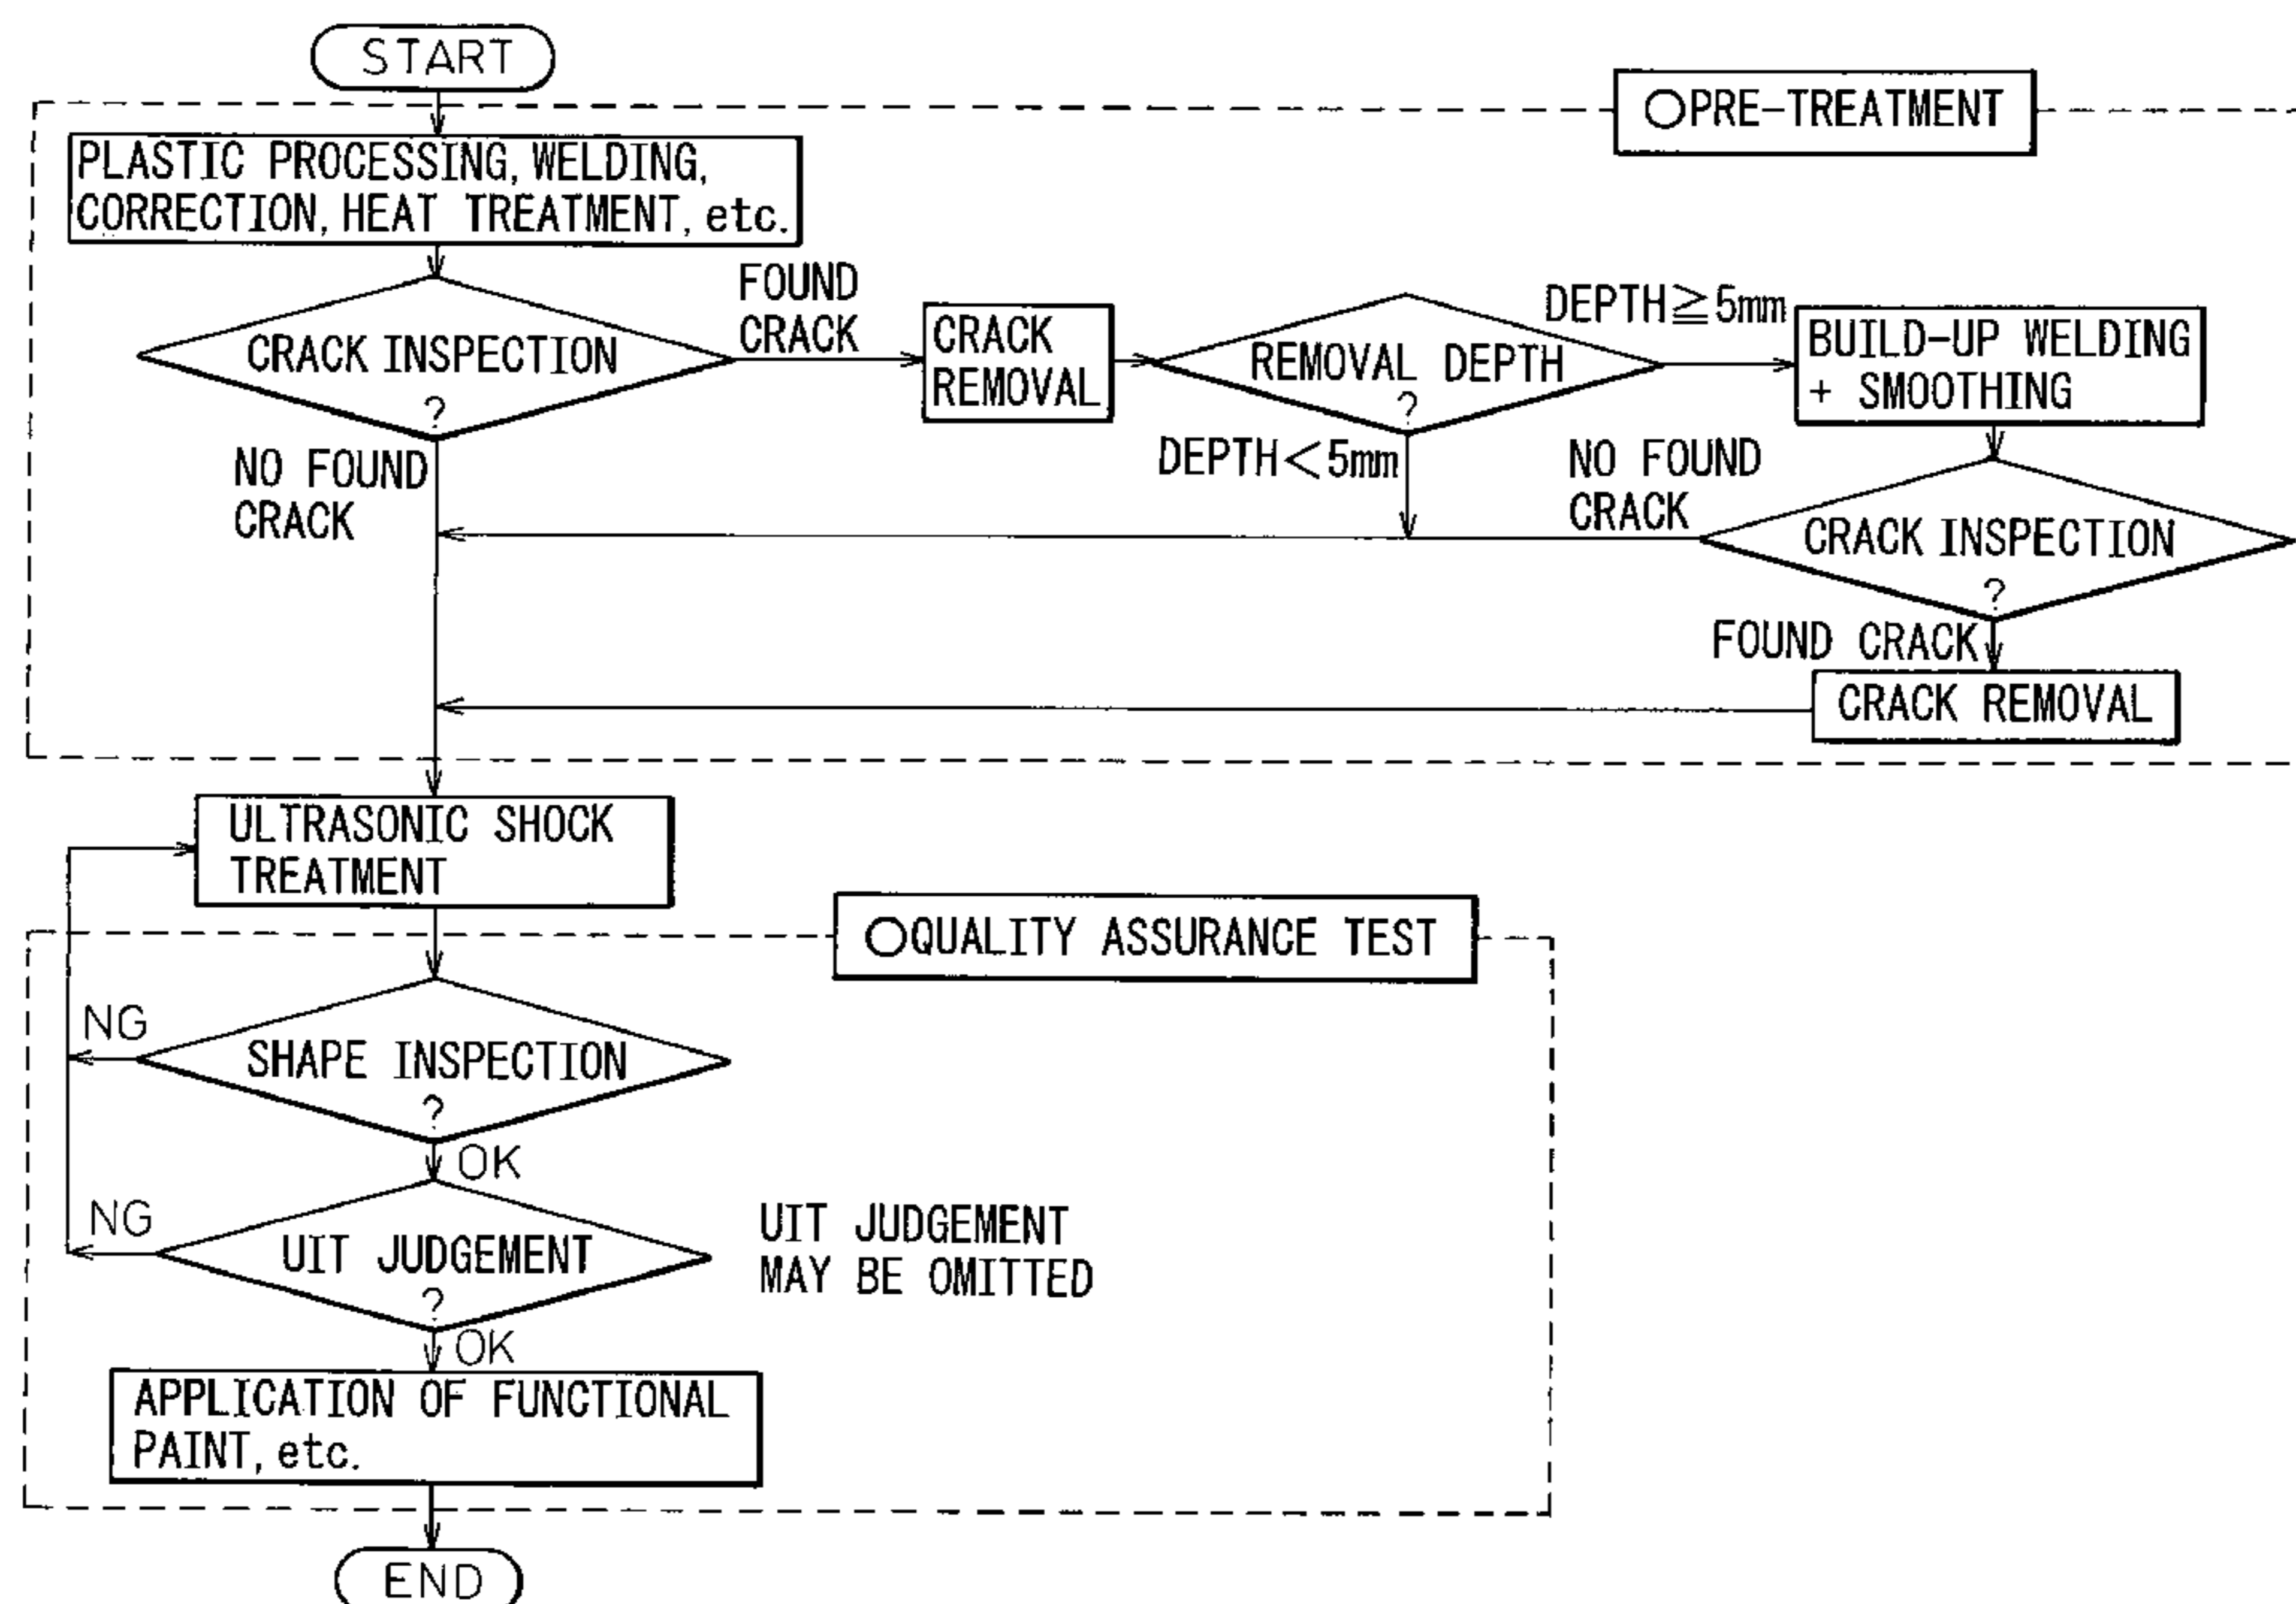 START
○PRE-TREATMENT
PLASTIC PROCESSING, WELDING,
CORRECTION, HEAT TREATMENT, etc.
FOUND
CRACK
CRACK INSPECTION
?
CRACK
REMOVAL
REMOVAL DEPTH
?
DEPTH≧5mm
BUILD-UP WELDING
+ SMOOTHING
NO FOUND
CRACK
DEPTH<5mm
NO FOUND
CRACK
CRACK INSPECTION
?
FOUND CRACK
CRACK REMOVAL
ULTRASONIC SHOCK
TREATMENT
○QUALITY ASSURANCE TEST
NG
SHAPE INSPECTION
?
OK
NG
UIT JUDGEMENT
?
UIT JUDGEMENT
MAY BE OMITTED
OK
APPLICATION OF FUNCTIONAL
PAINT, etc.
END